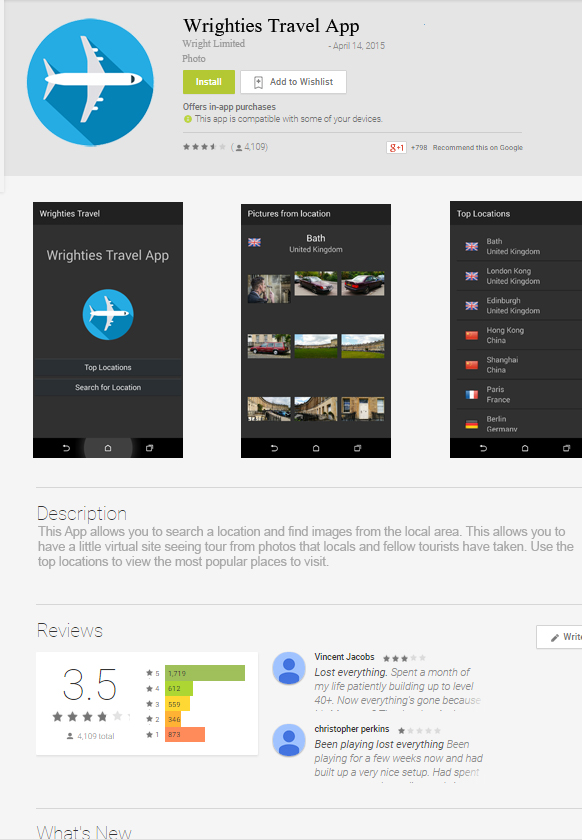 Wrighties Travel App
Wright Limited
- April 14, 2015
Photo
Install
Add to Wishlist
Offers in-app purchases
This app is compatible with some of your devices.
( 4,109)
g+1 +798 Recommend this on Google
Wrighties Travel
Wrighties Travel App
Top Locations
Search for Location
Pictures from location
Bath
United Kingdom
Top Locations
Bath
United Kingdom
London Kong
United Kingdom
Edinburgh
United Kingdom
Hong Kong
China
Shanghai
China
Paris
France
Berlin
Germany
Description
This App allows you to search a location and find images from the local area. This allows you to
have a little virtual site seeing tour from photos that locals and fellow tourists have taken. Use the
top locations to view the most popular places to visit.
Reviews
Write
3.5
4,109 total
5 1,719
4 612
3 559
2 346
1 873
Vincent Jacobs
Lost everything. Spent a month of
my life patiently building up to level
40+. Now everything's gone because
christopher perkins
Been playing lost everything Been
playing for a few weeks now and had
built up a very nice setup. Had spent
What's New